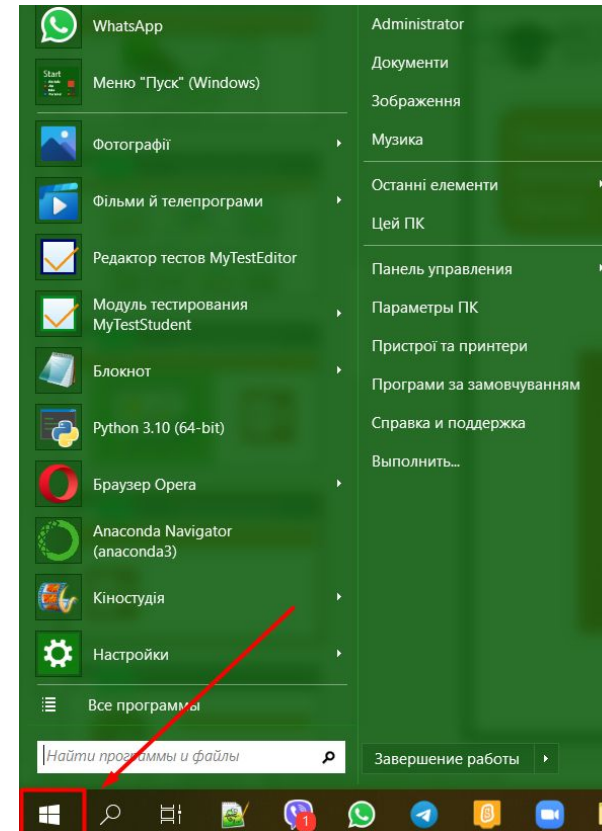 WhatsApp
Start
Меню "Пуск" (Windows)
Фотографії
Фільми й телепрограми
Редактор тестов MyTestEditor
Модуль тестирования
MyTestStudent
Блокнот
Python 3.10 (64-bit)
Браузер Opera
Anaconda Navigator
(anaconda3)
Кіностудія
Настройки
Все программы
Найти программы и файлы
Administrator
Документи
Зображення
Музика
Останні елементи
Цей ПК
Панель управления
Параметры ПК
Пристрої та принтери
Програми за замовчуванням
Справка и поддержка
Выполнить...
Завершение работы
1